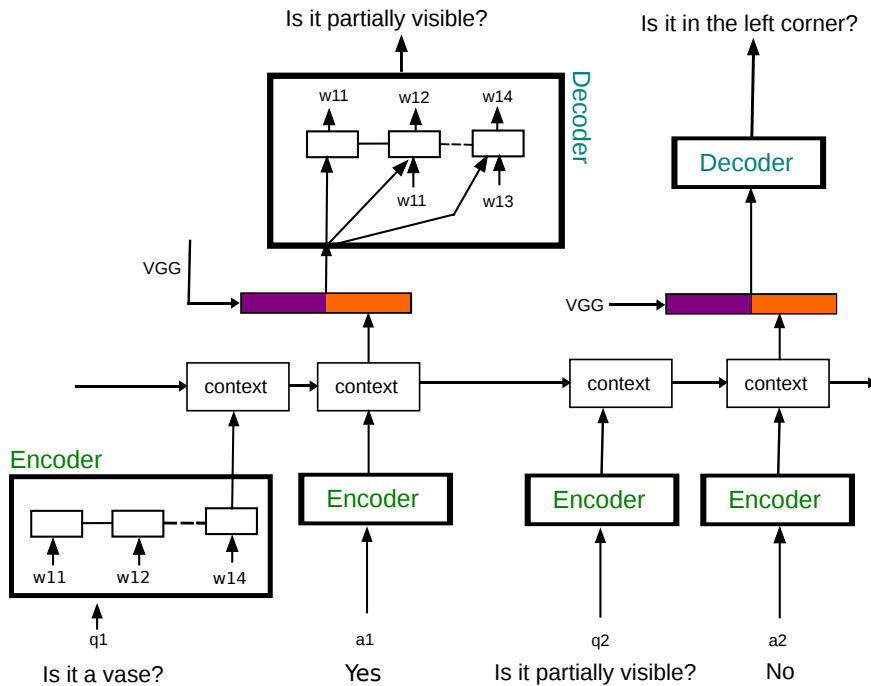 Is it partially visible?
Is it in the left corner?
Decoder
w11
w12
w14
w11
w13
Decoder
VGG
VGG
context
context
context
context
Encoder
w11
w12
w14
Encoder
Encoder
Encoder
q1
a1
q2
a2
Is it a vase?
Yes
Is it partially visible?
No